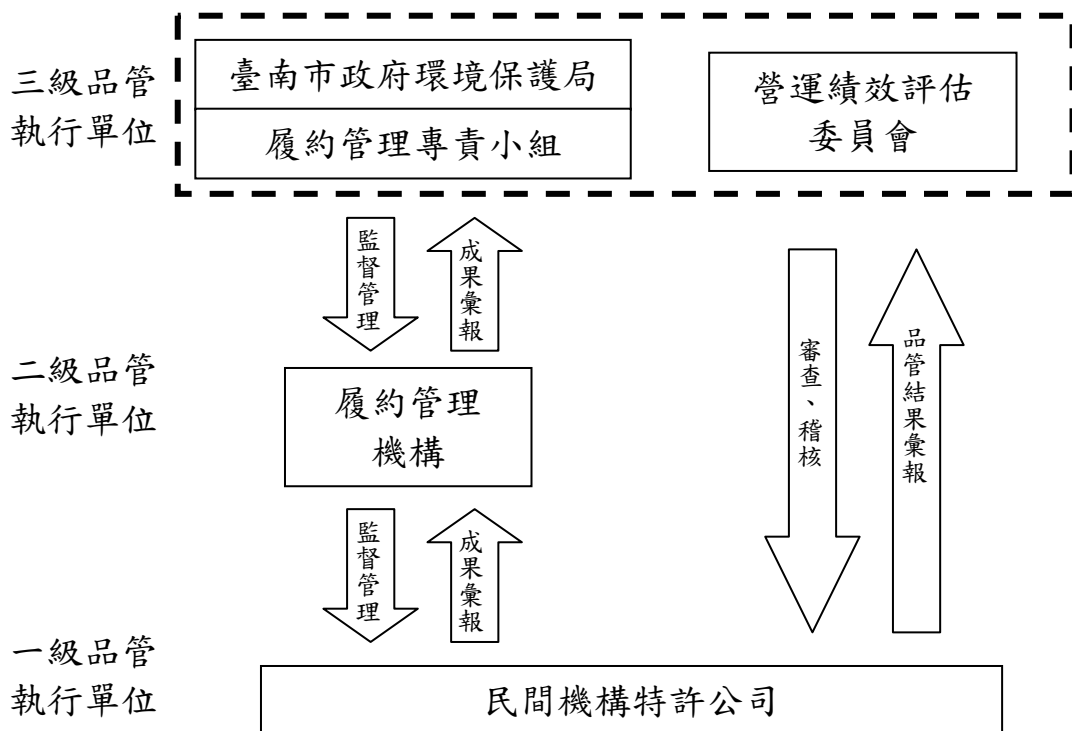 三級品管
執行單位
臺南市政府環境保護局
履約管理專責小組
營運績效評估
委員會
監督管理
成果彙報
審查、稽核
品管結果彙報
二級品管
執行單位
履約管理
機構
監督管理
成果彙報
一級品管
執行單位
民間機構特許公司